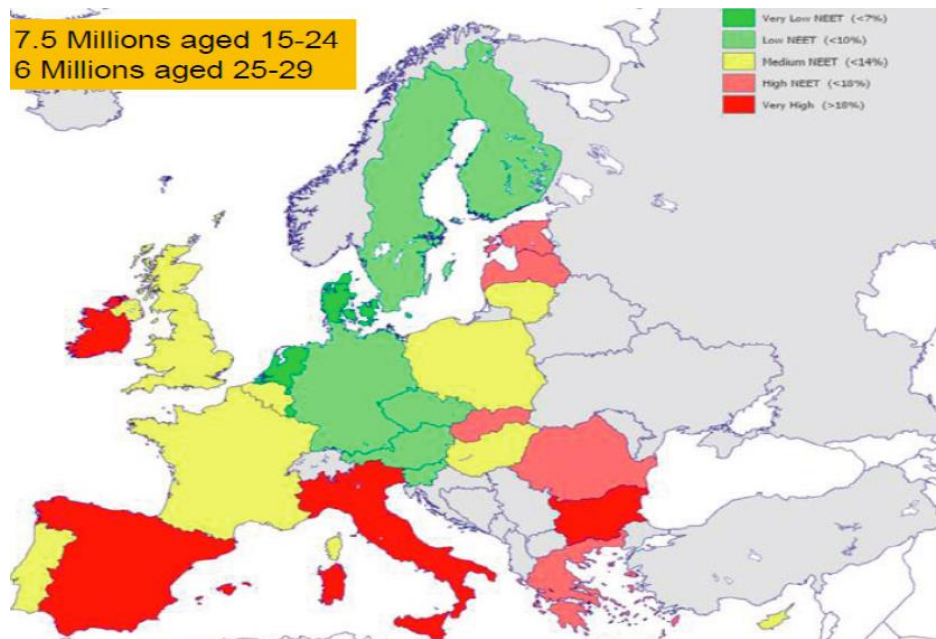 7.5 Millions aged 15-24
6 Millions aged 25-29
Very Low NEET (<7%)
Low NEET (<10%)
Medium NEET (<14%)
High NEET (<18%)
Very High (>18%)